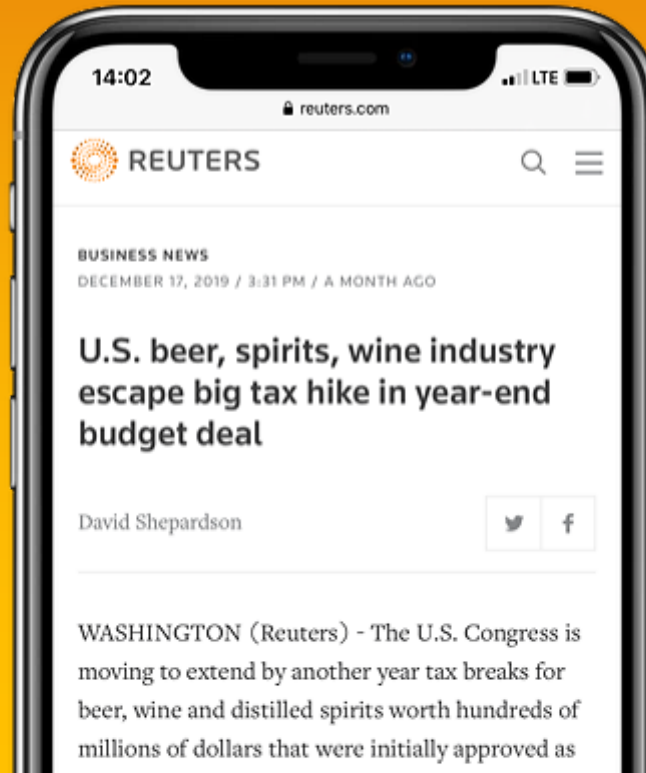 14:02
LTE
reuters.com
REUTERS
BUSINESS NEWS
DECEMBER 17, 2019 / 3:31 PM / A MONTH AGO
U.S. beer, spirits, wine industry
escape big tax hike in year-end
budget deal
David Shepardson
WASHINGTON (Reuters) - The U.S. Congress is
moving to extend by another year tax breaks for
beer, wine and distilled spirits worth hundreds of
millions of dollars that were initially approved as